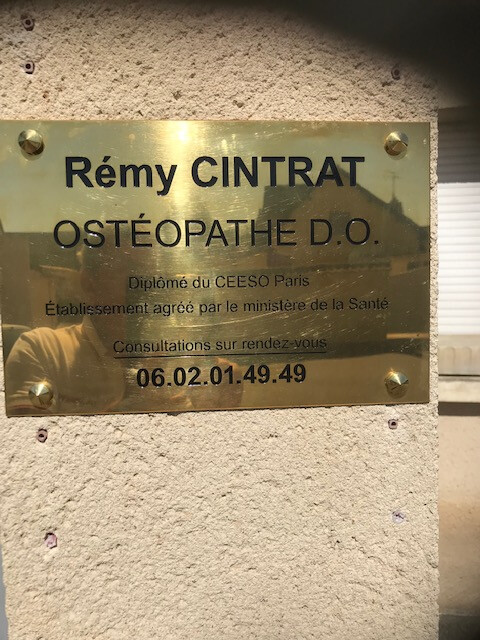 Rémy CINTRAT
OSTÉOPATHE D.O.
Diplômé du CEESO Paris
Établissement agréé par le ministère de la Santé
Consultations sur rendez-vous
06.02.01.49.49